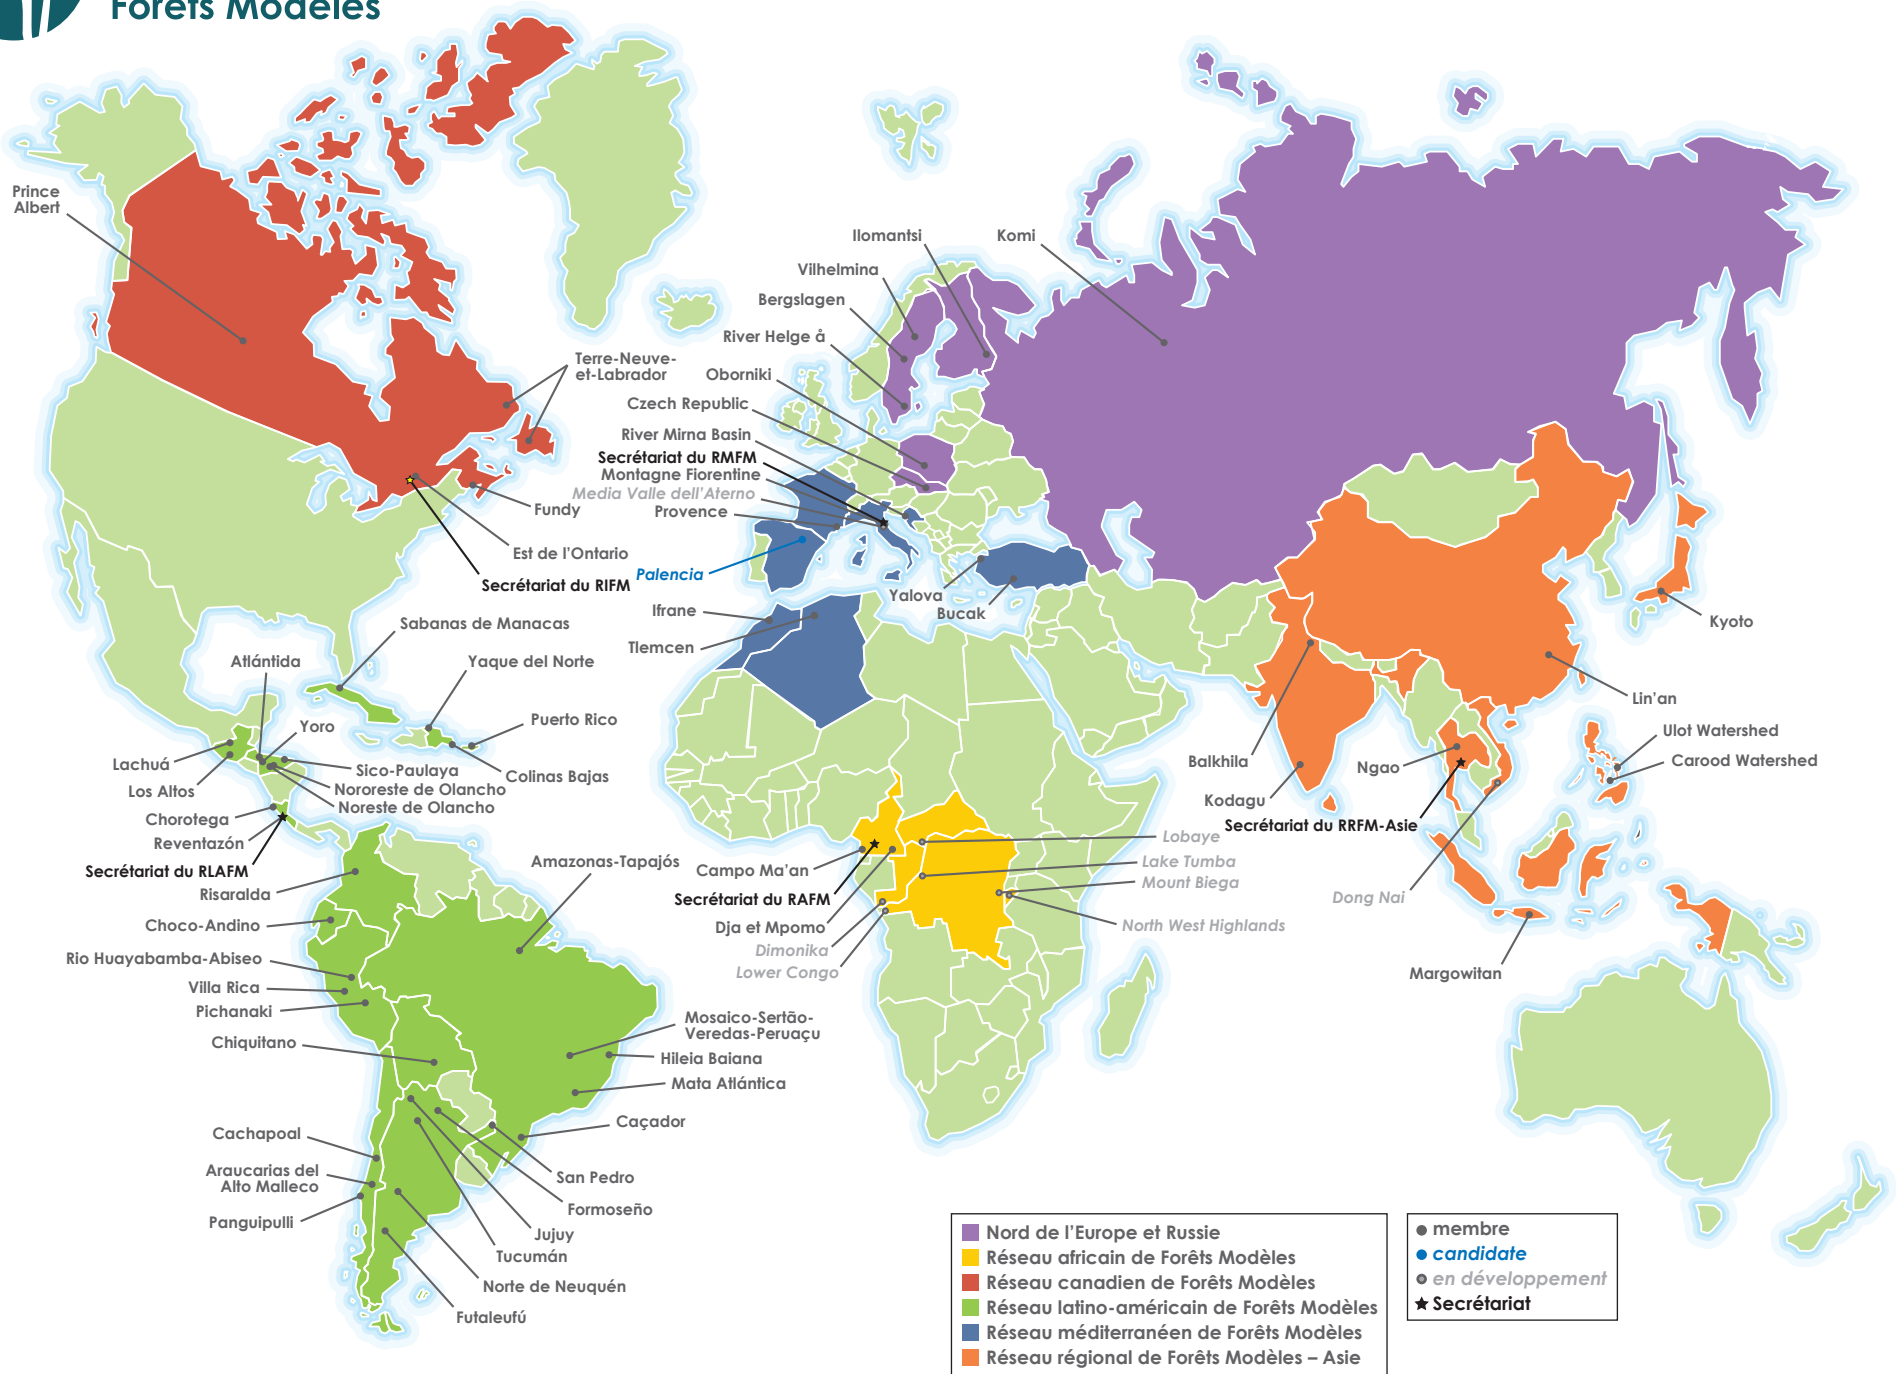 Forêts Modèles
Prince
Albert
Ilomantsi
Komi
Vilhelmina
Bergslagen
River Helge å
Terre-Neuve-
et-Labrador
Oborniki
Czech Republic
River Mirna Basin
Secrétariat du RMFM
Montagne Fiorentine
Media Valle dell'Aterno
Provence
Fundy
Est de l'Ontario
Secrétariat du RIFM
Palencia
Yalova
Bucak
Ifrane
Tlemcen
Kyoto
Lin'an
Sabanas de Manacas
Atlántida
Yaque del Norte
Yoro
Puerto Rico
Lachuá
Sico-Paulaya
Colinas Bajas
Los Altos
Nororeste de Olancho
Noreste de Olancho
Chorotega
Reventazón
Secrétariat du RLAFM
Risaralda
Amazonas-Tapajós
Choco-Andino
Rio Huayabamba-Abiseo
Villa Rica
Pichanaki
Chiquitano
Mosaico-Sertão-
Veredas-Peruaçu
Hileia Baiana
Mata Atlántica
Caçador
Cachapoal
Araucarias del
Alto Malleco
San Pedro
Panguipulli
Formoseño
Jujuy
Tucumán
Norte de Neuquén
Futaleufú
Campo Ma'an
Secrétariat du RAFM
Dja et Mpomo
Dimonika
Lower Congo
Lobaye
Lake Tumba
Mount Biega
North West Highlands
Balkhila
Kodagu
Ngao
Secrétariat du RRFM-Asie
Dong Nai
Ulot Watershed
Carood Watershed
Margowitan
Nord de l'Europe et Russie
Réseau africain de Forêts Modèles
Réseau canadien de Forêts Modèles
Réseau latino-américain de Forêts Modèles
Réseau méditerranéen de Forêts Modèles
Réseau régional de Forêts Modèles – Asie
membre
candidate
en développement
Secrétariat